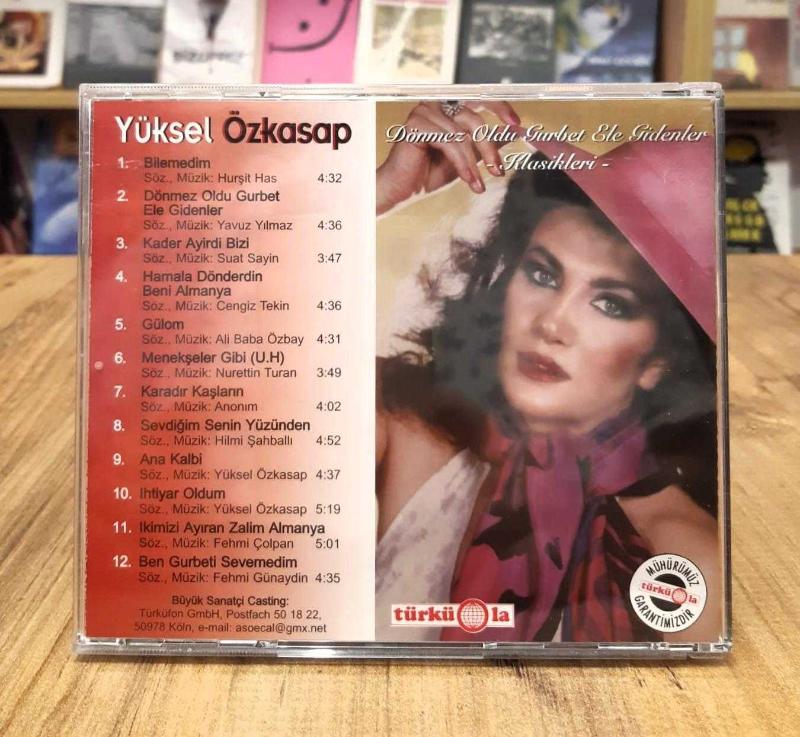 Yüksel Özkasap
1. Bilemedim
Söz., Müzik: Hurşit Has 4:32
2. Dönmez Oldu Gurbet
Ele Gidenler
Söz., Müzik: Yavuz Yılmaz 4:36
3. Kader Ayirdi Bizi
Söz., Müzik: Suat Sayin 3:47
4. Hamala Dönderdin
Beni Almanya
Söz., Müzik: Cengiz Tekin 4:36
5. Gülom
Söz., Müzik: Ali Baba Özbay 4:31
6. Menekşeler Gibi (U.H)
Söz., Müzik: Nurettin Turan 3:49
7. Karadır Kaşların
Söz., Müzik: Anonım 4:02
8. Sevdiğim Senin Yüzünden
Söz., Müzik: Hilmi Şahballı 4:52
9. Ana Kalbi
Söz., Müzik: Yüksel Özkasap 4:37
10. Ihtiyar Oldum
Söz., Müzik: Yüksel Özkasap 5:19
11. Ikimizi Ayıran Zalim Almanya
Söz., Müzik: Fehmi Çolpan 5:01
12. Ben Gurbeti Sevemedim
Söz., Müzik: Fehmi Günaydin 4:35
Büyük Sanatçi Casting:
Türküfon GmbH, Postfach 50 18 22,
50978 Köln, e-mail: asoecal@gmx.net
Dönmez Oldu Gurbet Ele Gidenler
- Klasikleri -
türkü la
MÜHÜRÜMÜZ
türkü la
GARANTİMİZDİR